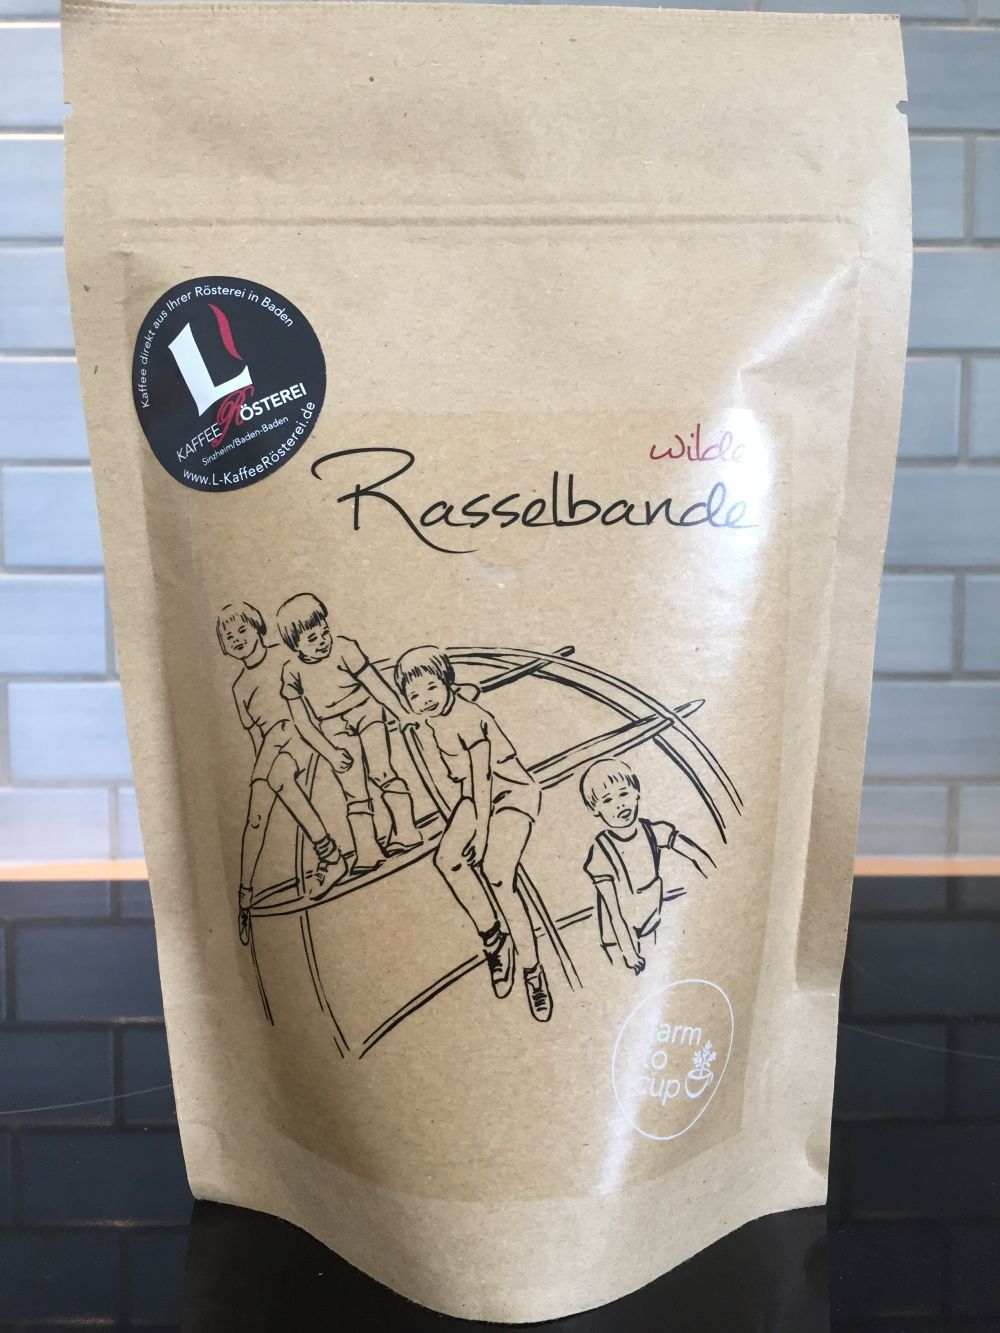 Kaffee direkt aus Ihrer Rösterei in Baden
L
KAFFEE RÖSTEREI
Sinzheim/Baden-Baden
www.L-KaffeeRösterei.de
wilde
Rasselbande
farm
to
cup